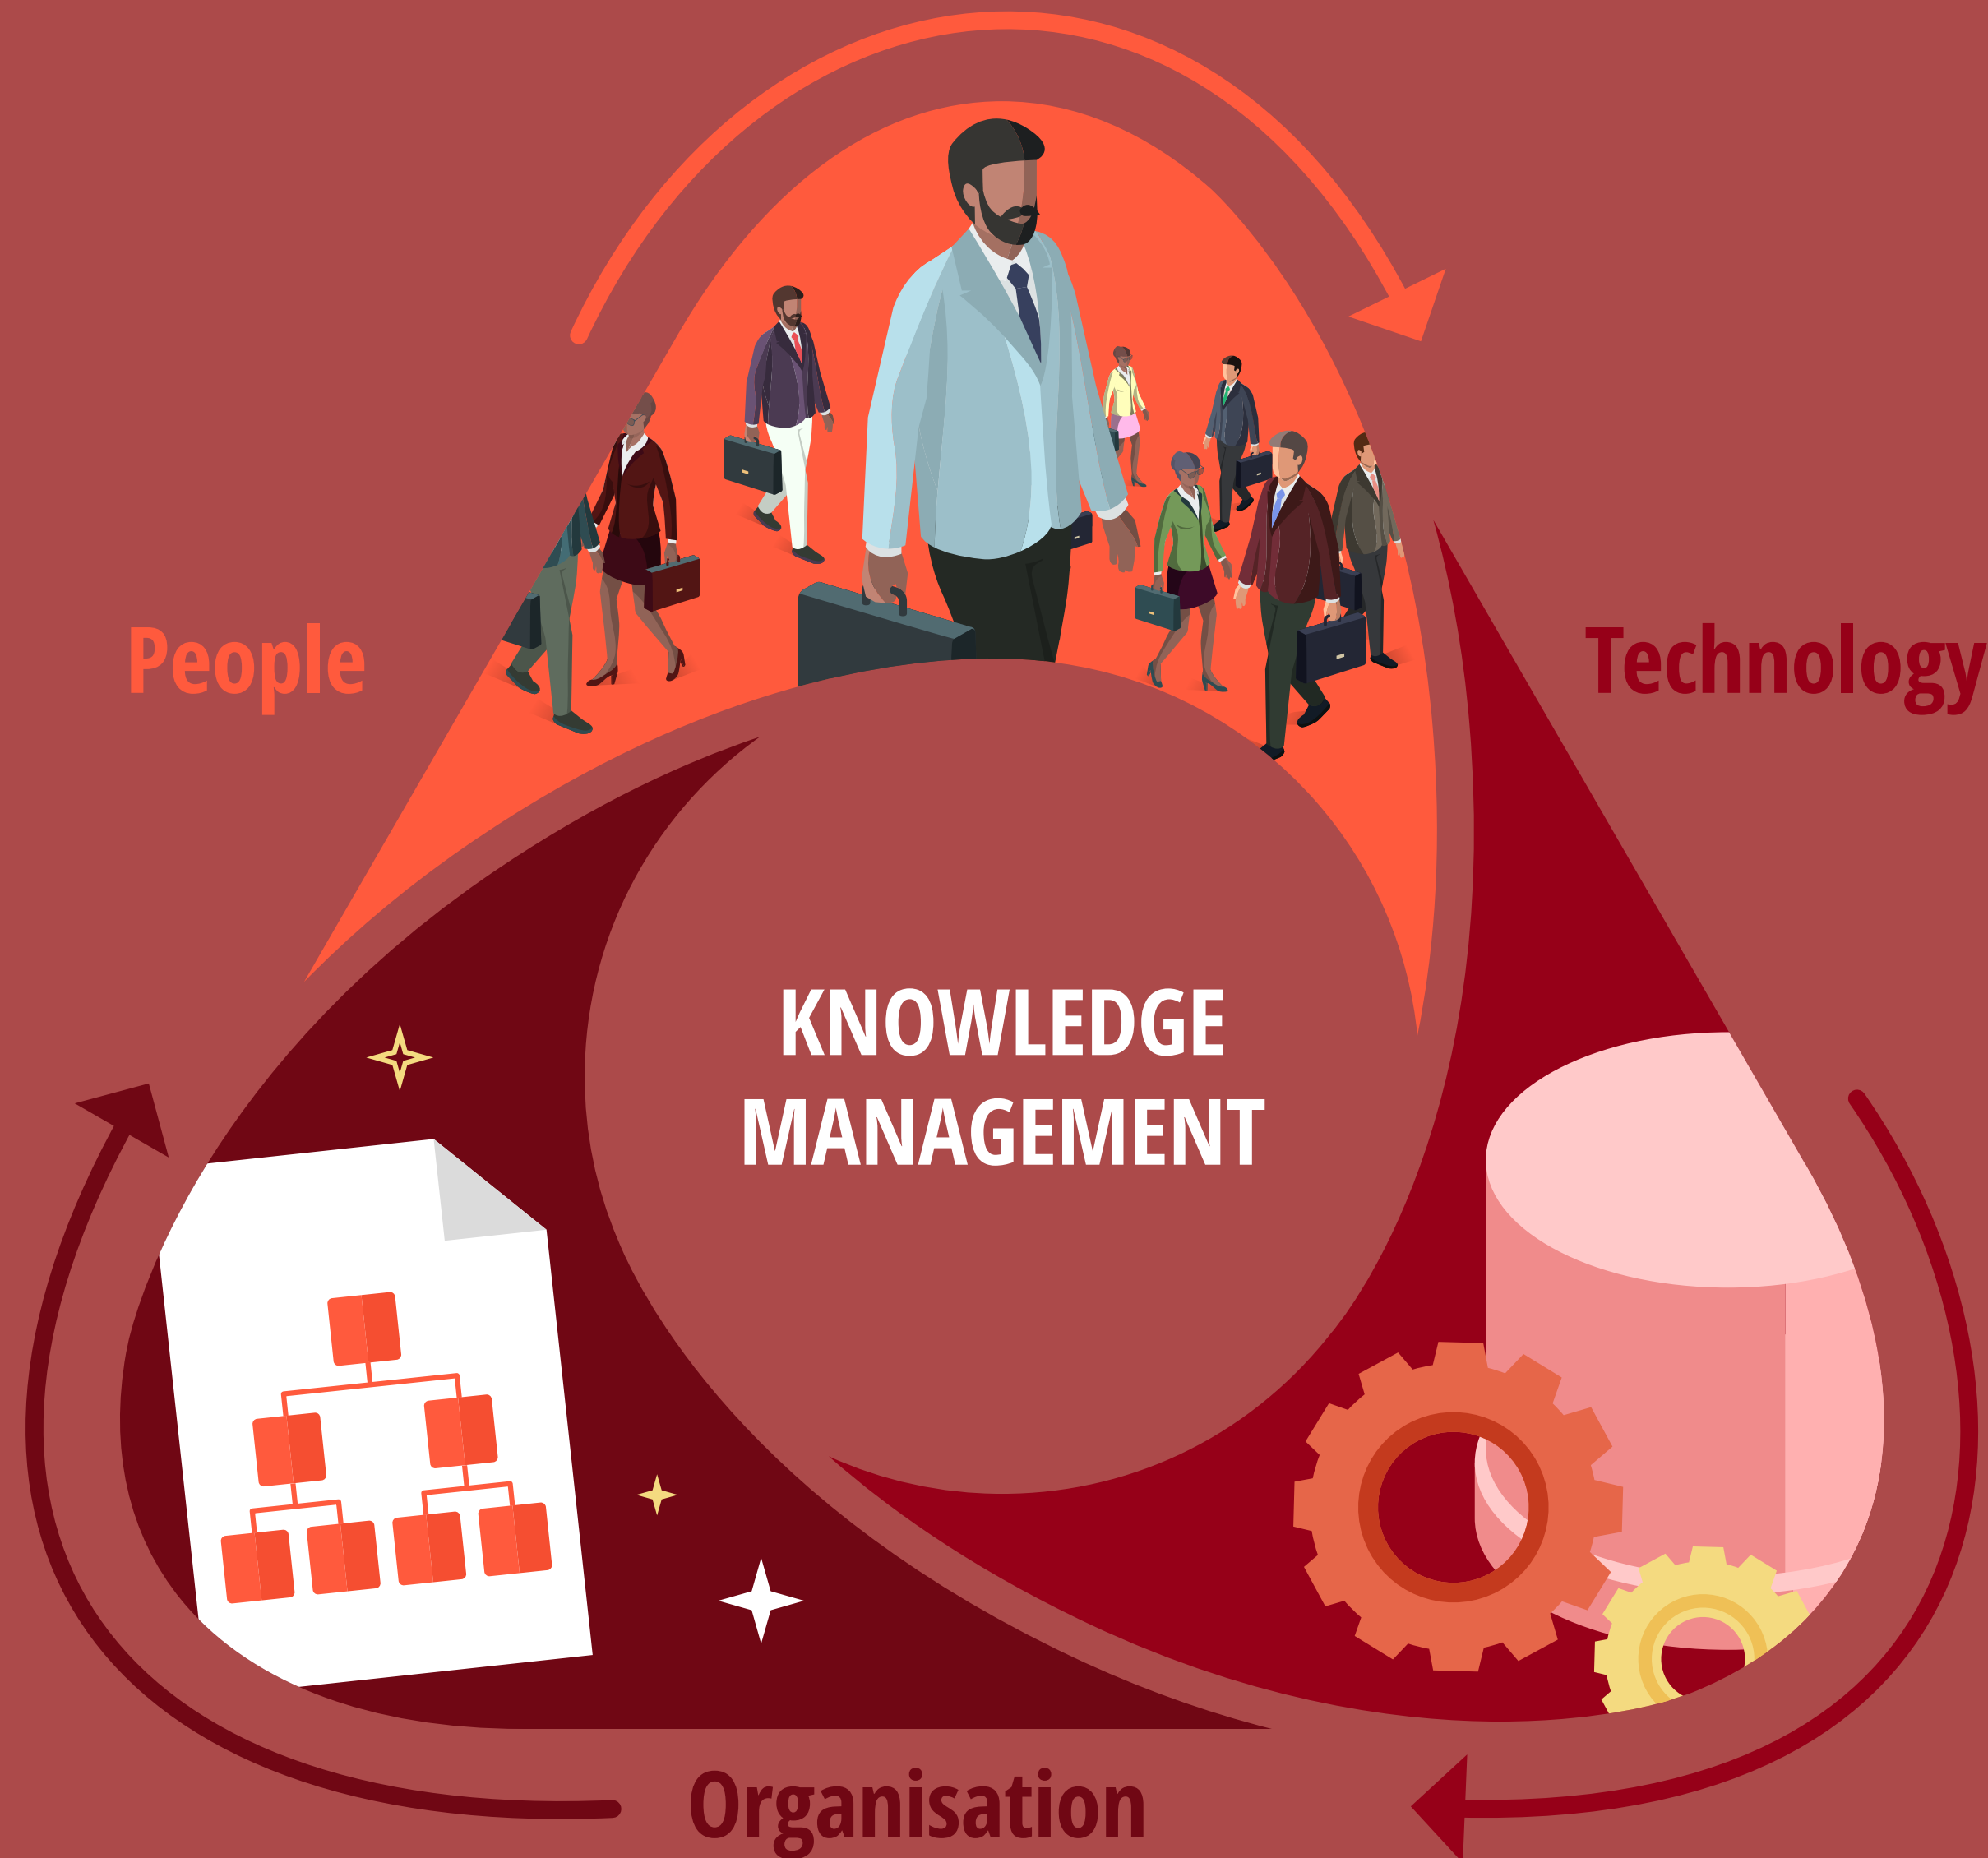 People
Technology
KNOWLEDGE
MANAGEMENT
Organisation